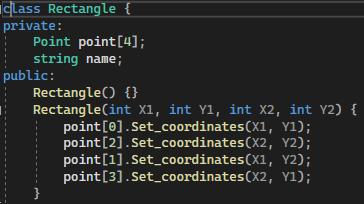 class Rectangle {
private:
    Point point[4];
    string name;
public:
    Rectangle() {}
    Rectangle(int X1, int Y1, int X2, int Y2) {
        point[0].Set_coordinates(X1, Y1);
        point[2].Set_coordinates(X2, Y2);
        point[1].Set_coordinates(X1, Y2);
        point[3].Set_coordinates(X2, Y1);
    }